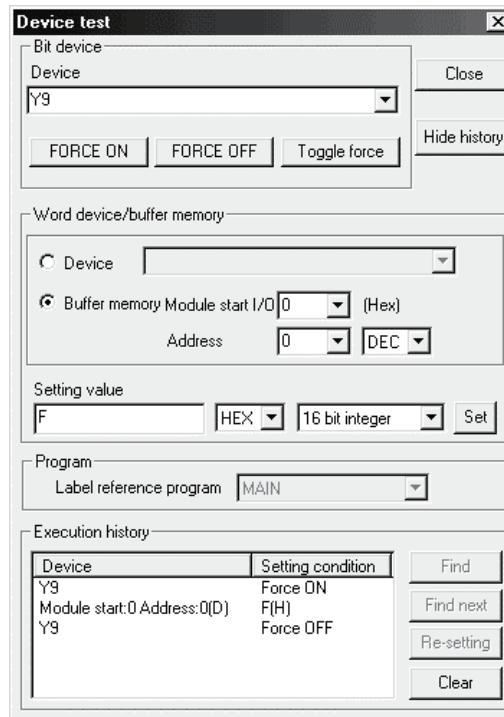 Device test
Bit device
Device
Close
Y9
Hide history
FORCE ON FORCE OFF Toggle force
Word device/buffer memory
Device
Buffer memory Module start I/O 0 (Hex)
Address 0 DEC
Setting value
F HEX 16 bit integer Set
Program
Label reference program MAIN
Execution history
Device Setting condition Find
Y9 Force ON
Module start:0 Address:0(D) F(H) Find next
Y9 Force OFF
Re-setting
Clear